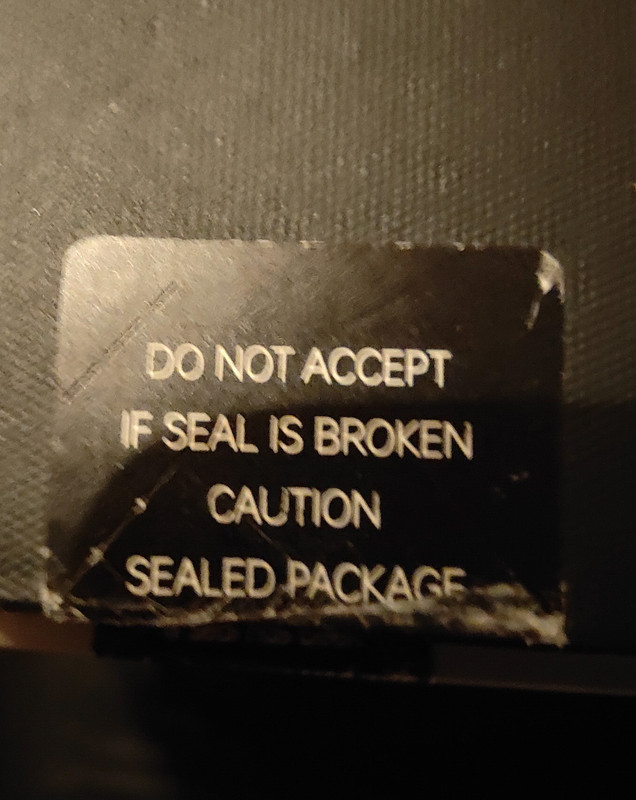 DO NOT ACCEPT
IF SEAL IS BROKEN
CAUTION
SEALED PACKAGE